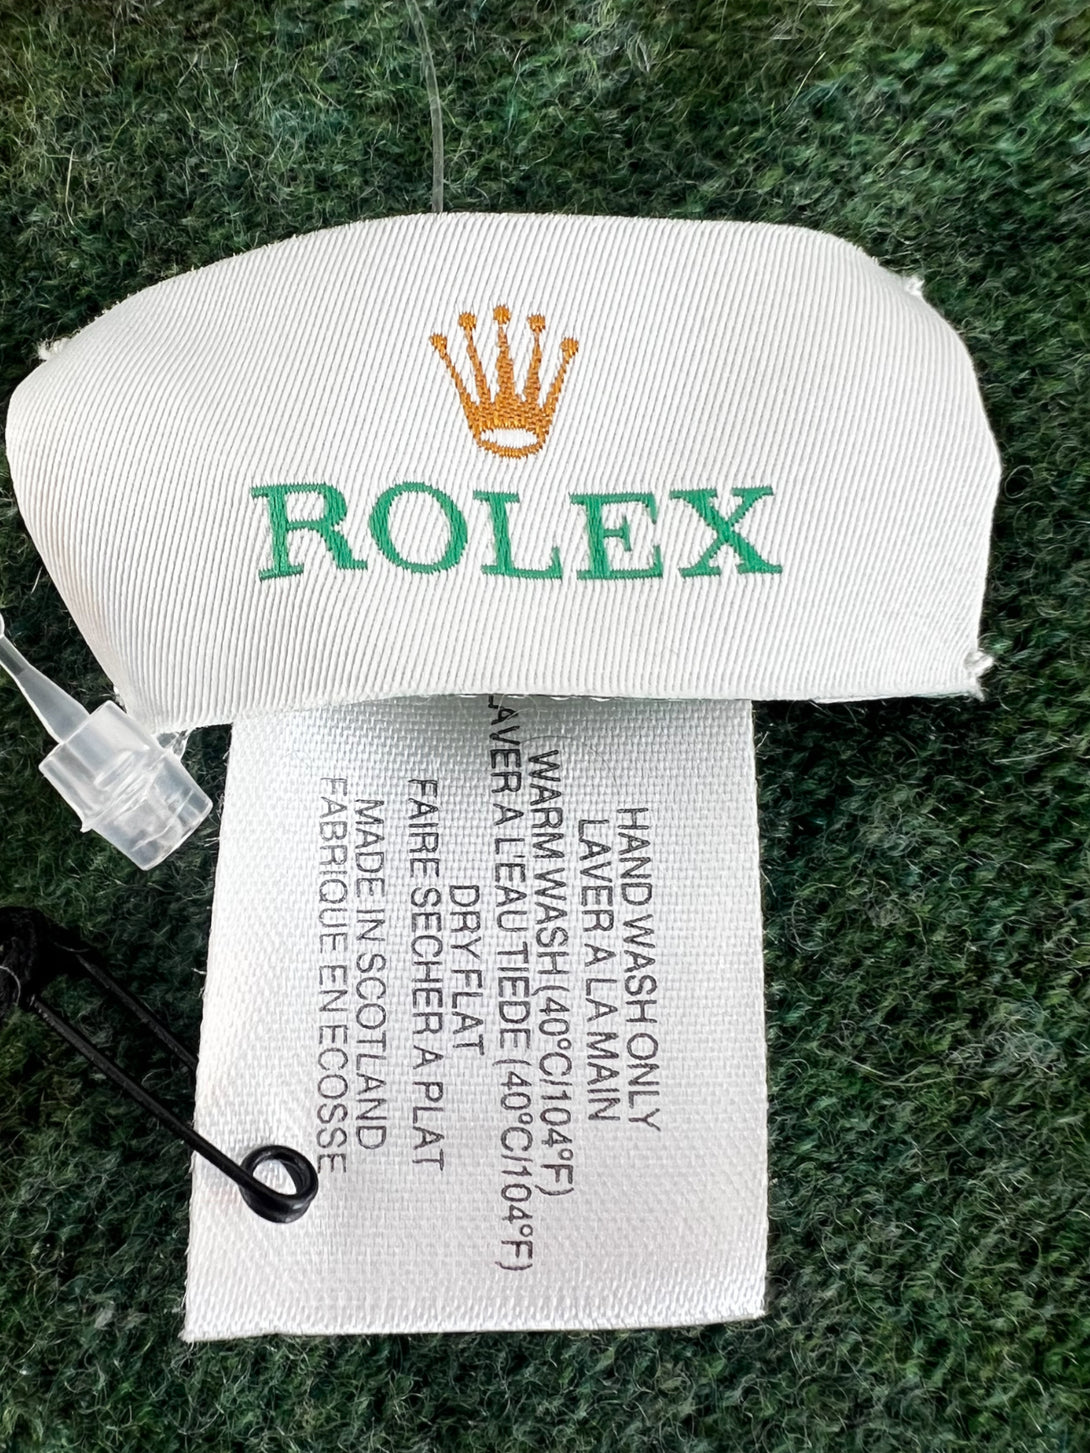 ROLEX
HAND WASH ONLY
LAVER A LA MAIN
WARM WASH (40°C/104°F)
LAVER A L'EAU TIEDE (40°C/104°F)
DRY FLAT
FAIRE SECHER A PLAT
MADE IN SCOTLAND
FABRIQUE EN ECOSSE